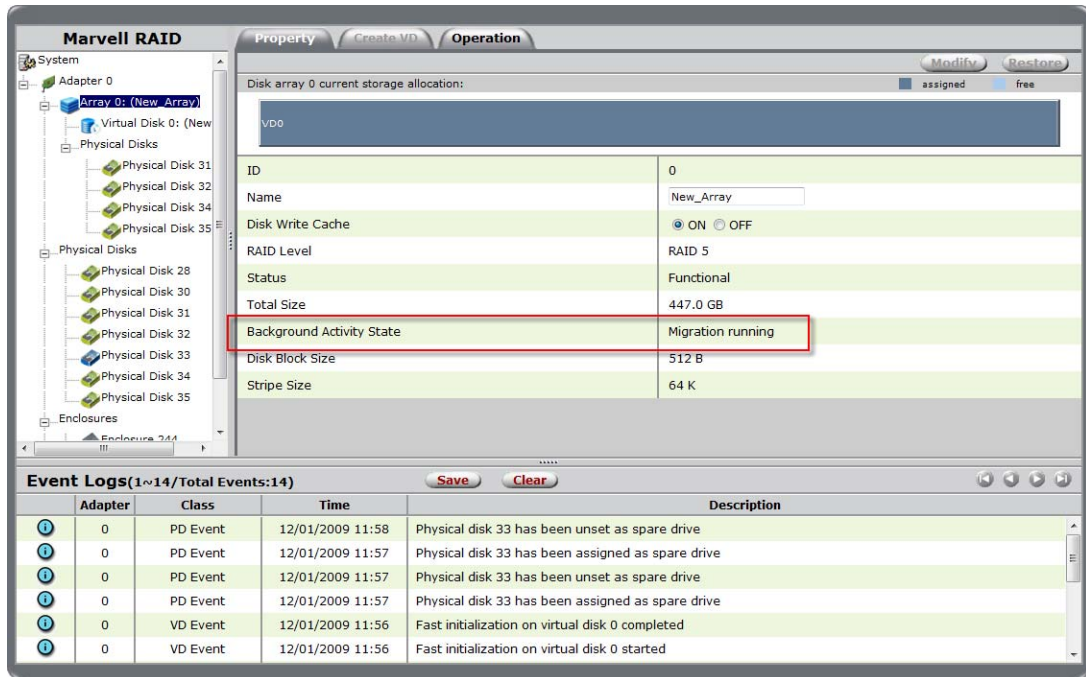 Marvell RAID
Property Create VD Operation
System
Adapter 0
Array 0: (New_Array)
Virtual Disk 0: (New
Physical Disks
Physical Disk 31
Physical Disk 32
Physical Disk 34
Physical Disk 35
Physical Disks
Physical Disk 28
Physical Disk 30
Physical Disk 31
Physical Disk 32
Physical Disk 33
Physical Disk 34
Physical Disk 35
Enclosures
Enclosure 244
Modify Restore
Disk array 0 current storage allocation: assigned free
VD0
ID 0
Name New_Array
Disk Write Cache ON OFF
RAID Level RAID 5
Status Functional
Total Size 447.0 GB
Background Activity State Migration running
Disk Block Size 512 B
Stripe Size 64 K
Event Logs(1~14/Total Events:14) Save Clear
Adapter Class Time Description
0 PD Event 12/01/2009 11:58 Physical disk 33 has been unset as spare drive
0 PD Event 12/01/2009 11:57 Physical disk 33 has been assigned as spare drive
0 PD Event 12/01/2009 11:57 Physical disk 33 has been unset as spare drive
0 PD Event 12/01/2009 11:57 Physical disk 33 has been assigned as spare drive
0 VD Event 12/01/2009 11:56 Fast initialization on virtual disk 0 completed
0 VD Event 12/01/2009 11:56 Fast initialization on virtual disk 0 started